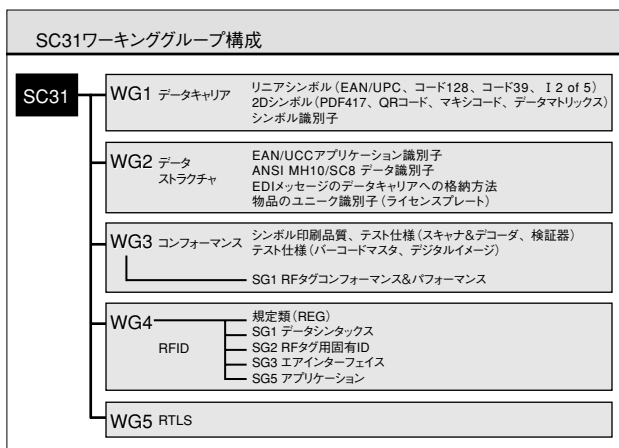 SC31ワーキンググループ構成
SC31
WG1 データキャリア
リニアシンボル（EAN/UPC、コード128、コード39、I 2 of 5）
2Dシンボル（PDF417、QRコード、マキシコード、データマトリックス）
シンボル識別子
WG2 データ
ストラクチャ
EAN/UCCアプリケーション識別子
ANSI MH10/SC8 データ識別子
EDIメッセージのデータキャリアへの格納方法
物品のユニーク識別子（ライセンスプレート）
WG3 コンフォーマンス
シンボル印刷品質、テスト仕様（スキャナ&デコーダ、検証器）
テスト仕様（バーコードマスタ、デジタルイメージ）
SG1 RFタグコンフォーマンス&パフォーマンス
WG4
RFID
規定類（REG）
SG1 データシンタックス
SG2 RFタグ用固有ID
SG3 エアインターフェイス
SG5 アプリケーション
WG5 RTLS